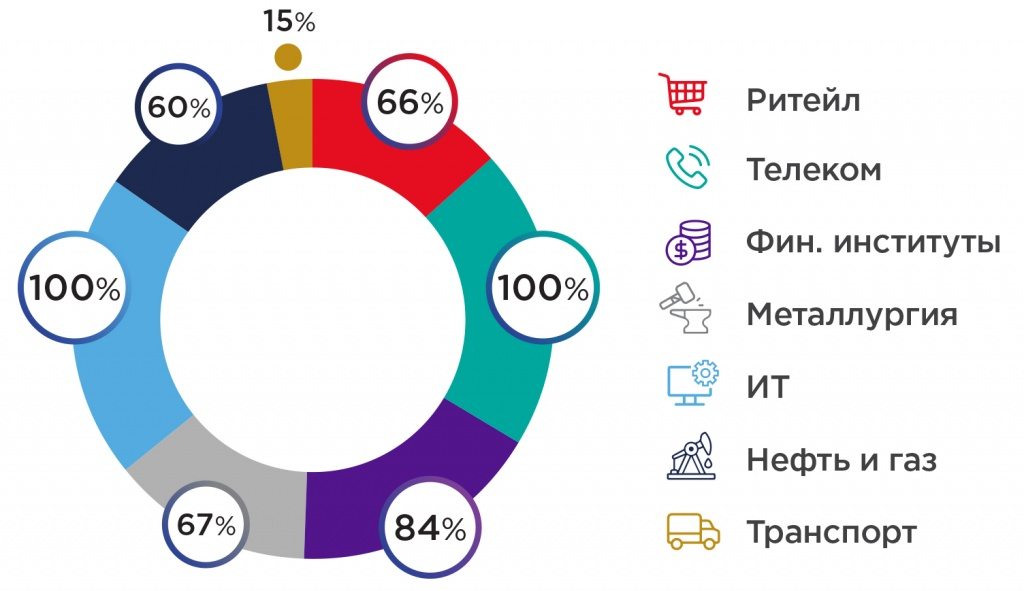 15%
66%
60%
100%
100%
67%
84%
Ритейл
Телеком
Фин. институты
Металлургия
ИТ
Нефть и газ
Транспорт